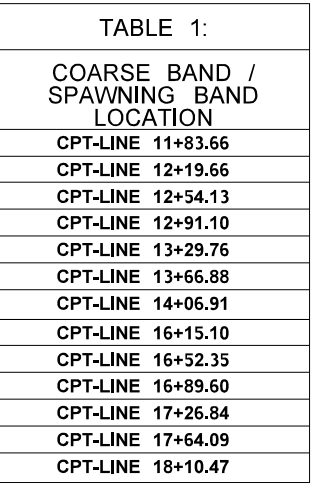 TABLE 1:
COARSE BAND /
SPAWNING BAND
LOCATION
CPT-LINE 11+83.66
CPT-LINE 12+19.66
CPT-LINE 12+54.13
CPT-LINE 12+91.10
CPT-LINE 13+29.76
CPT-LINE 13+66.88
CPT-LINE 14+06.91
CPT-LINE 16+15.10
CPT-LINE 16+52.35
CPT-LINE 16+89.60
CPT-LINE 17+26.84
CPT-LINE 17+64.09
CPT-LINE 18+10.47